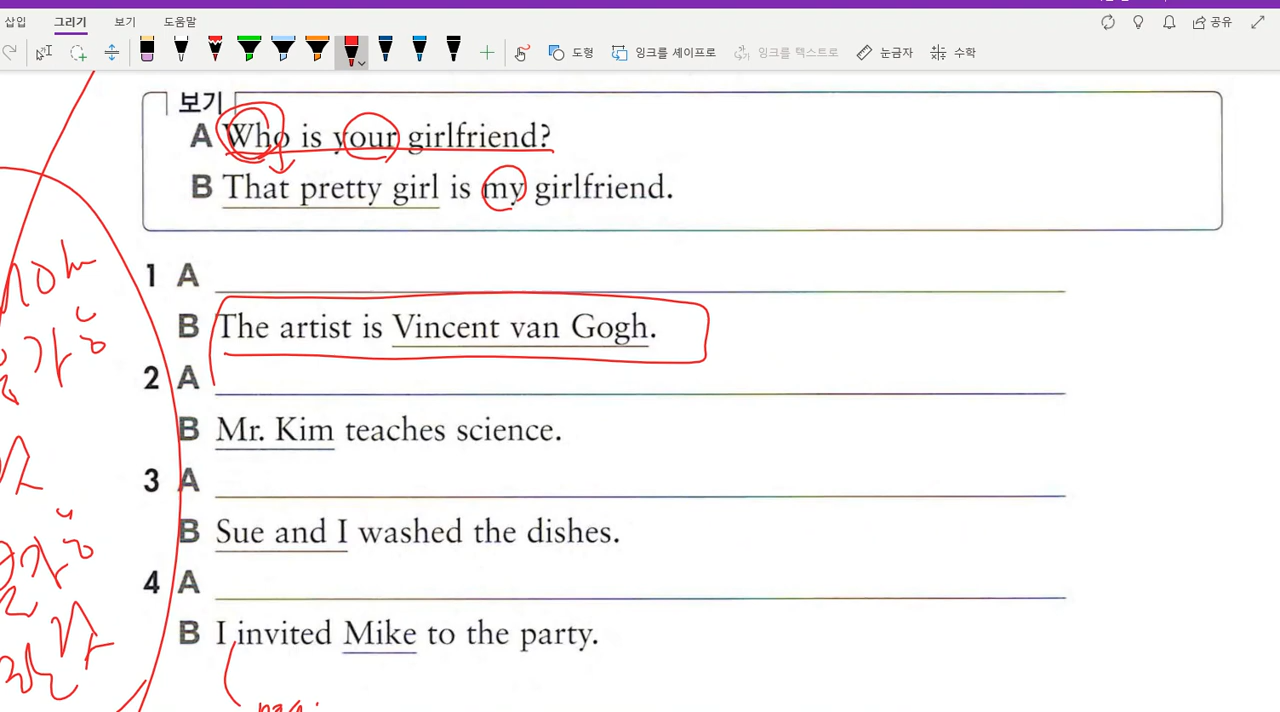 삽입 그리기 보기 도움말 공유
도형 잉크를 셰이프로 잉크를 텍스트로 눈금자 수학
보기
A Who is your girlfriend?
B That pretty girl is my girlfriend.
1 A
B The artist is Vincent van Gogh.
2 A
B Mr. Kim teaches science.
3 A
B Sue and I washed the dishes.
4 A
B I invited Mike to the party.